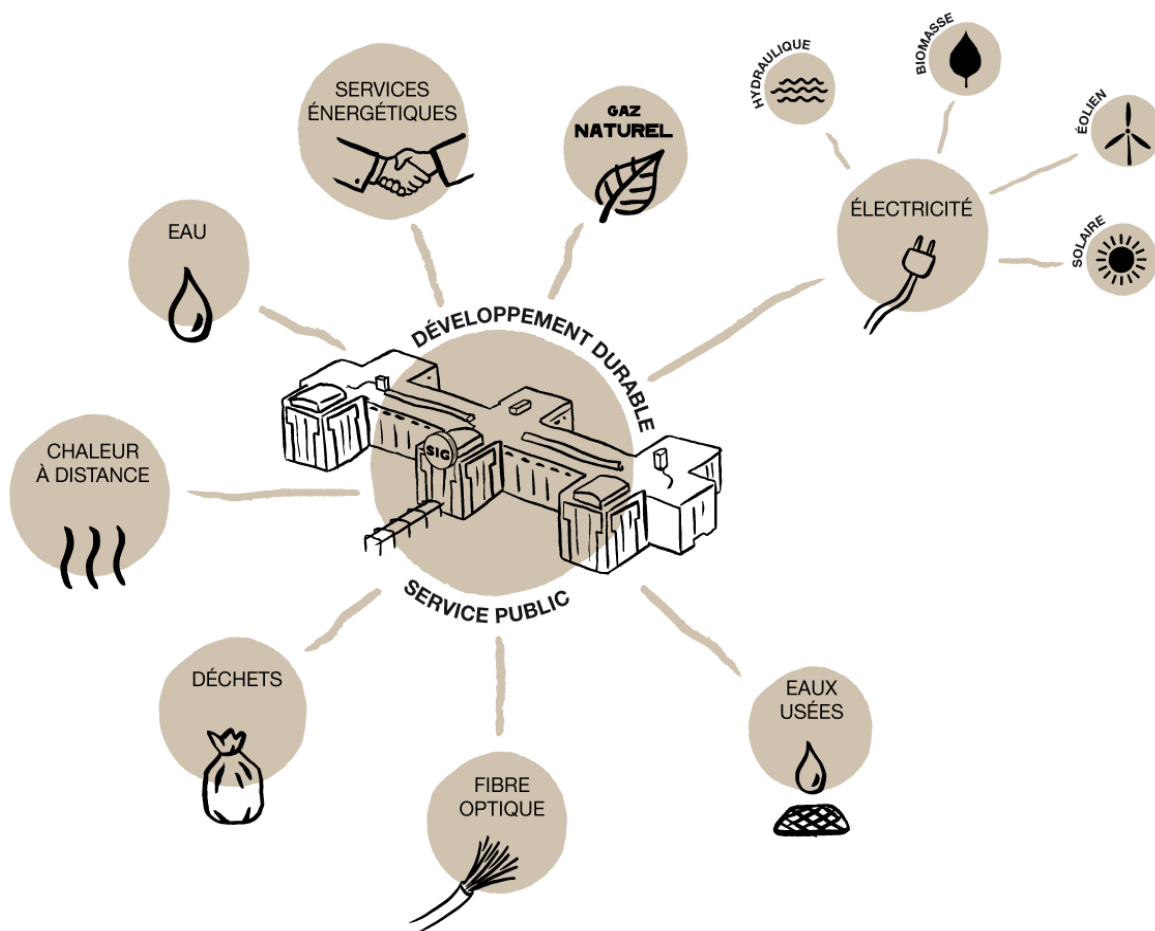 HYDRAULIQUE
BIOMASSE
ÉOLIEN
SOLAIRE
ÉLECTRICITÉ
SERVICES
ÉNERGÉTIQUES
GAZ
NATUREL
EAU
DÉVELOPPEMENT DURABLE
SIG
CHALEUR
À DISTANCE
SERVICE PUBLIC
DÉCHETS
FIBRE
OPTIQUE
EAUX
USÉES